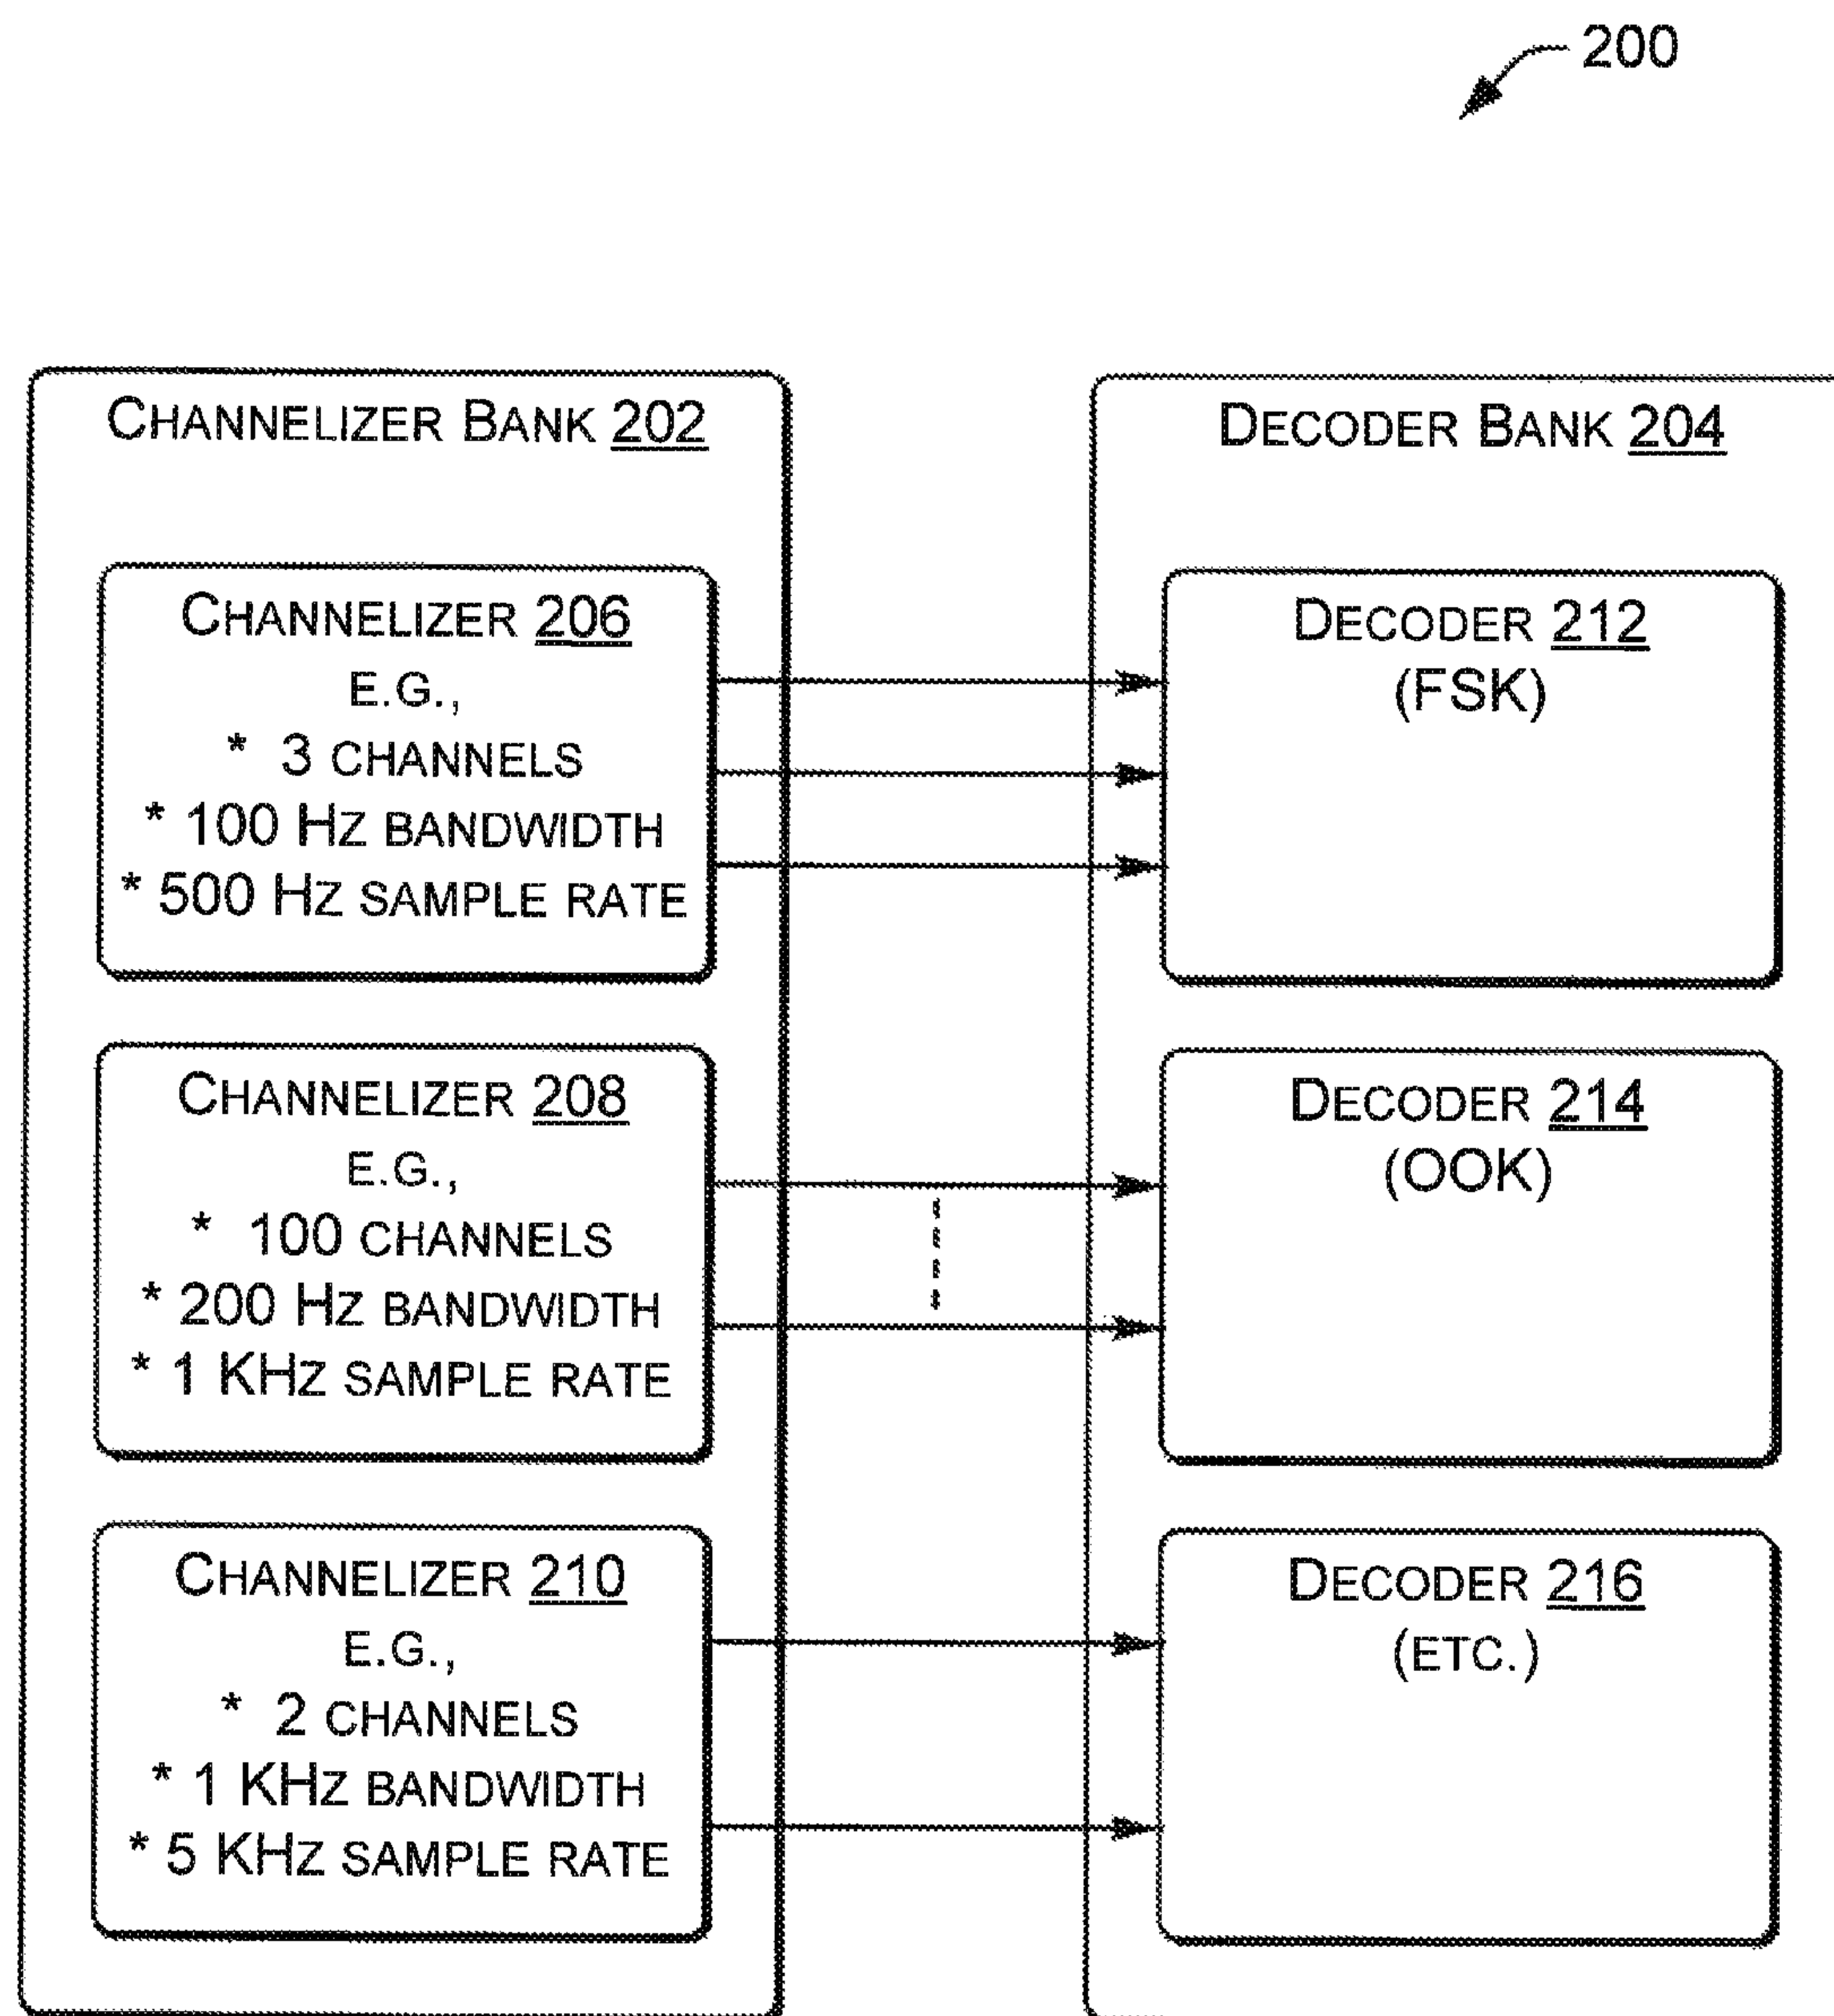 200
CHANNELIZER BANK 202
CHANNELIZER 206
E.G.,
* 3 CHANNELS
* 100 HZ BANDWIDTH
* 500 HZ SAMPLE RATE
CHANNELIZER 208
E.G.,
* 100 CHANNELS
* 200 HZ BANDWIDTH
* 1 KHZ SAMPLE RATE
CHANNELIZER 210
E.G.,
* 2 CHANNELS
* 1 KHZ BANDWIDTH
* 5 KHZ SAMPLE RATE
DECODER BANK 204
DECODER 212
(FSK)
DECODER 214
(OOK)
DECODER 216
(ETC.)